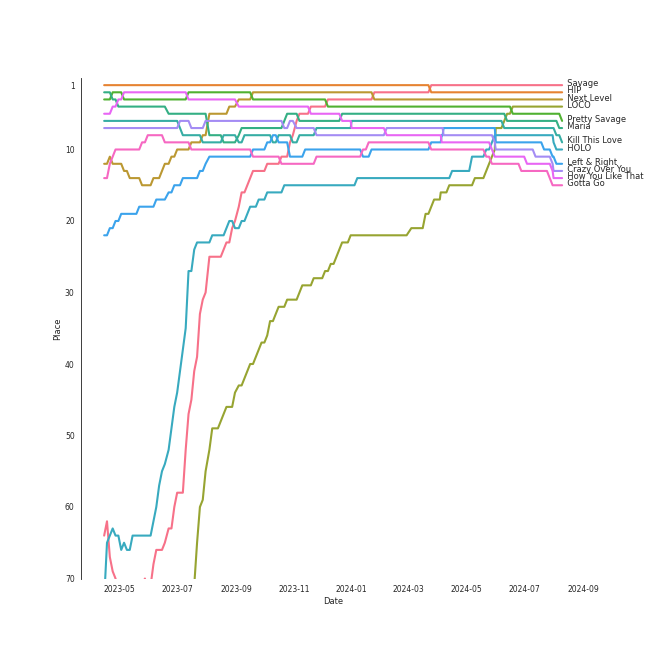 Savage
HIP
Next Level
LOCO
Pretty Savage
Maria
Kill This Love
HOLO
Left & Right
Crazy Over You
How You Like That
Gotta Go
1
10
20
30
40
50
60
70
Place
2023-05
2023-07
2023-09
2023-11
2024-01
2024-03
2024-05
2024-07
2024-09
Date